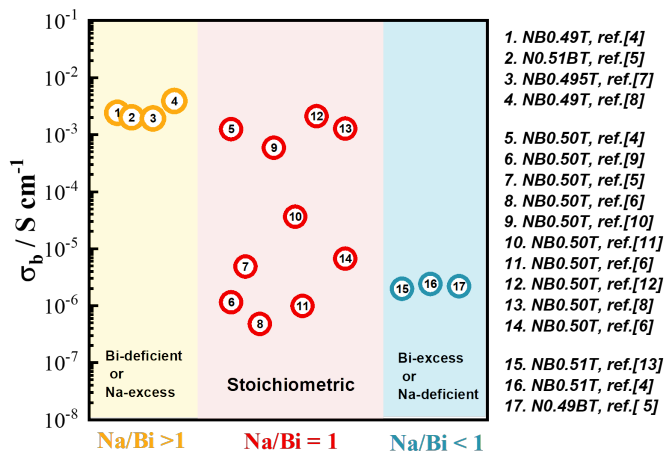 10⁻¹
10⁻²
10⁻³
10⁻⁴
10⁻⁵
10⁻⁶
10⁻⁷
10⁻⁸
σb / S cm⁻¹
1
2
3
4
5
9
12
13
10
7
14
6
8
11
15
16
17
Bi-deficient
or
Na-excess
Stoichiometric
Bi-excess
or
Na-deficient
Na/Bi >1
Na/Bi = 1
Na/Bi < 1
1. NB0.49T, ref.[4]
2. N0.51BT, ref.[5]
3. NB0.495T, ref.[7]
4. NB0.49T, ref.[8]
5. NB0.50T, ref.[4]
6. NB0.50T, ref.[9]
7. NB0.50T, ref.[5]
8. NB0.50T, ref.[6]
9. NB0.50T, ref.[10]
10. NB0.50T, ref.[11]
11. NB0.50T, ref.[6]
12. NB0.50T, ref.[12]
13. NB0.50T, ref.[8]
14. NB0.50T, ref.[6]
15. NB0.51T, ref.[13]
16. NB0.51T, ref.[4]
17. N0.49BT, ref.[ 5]